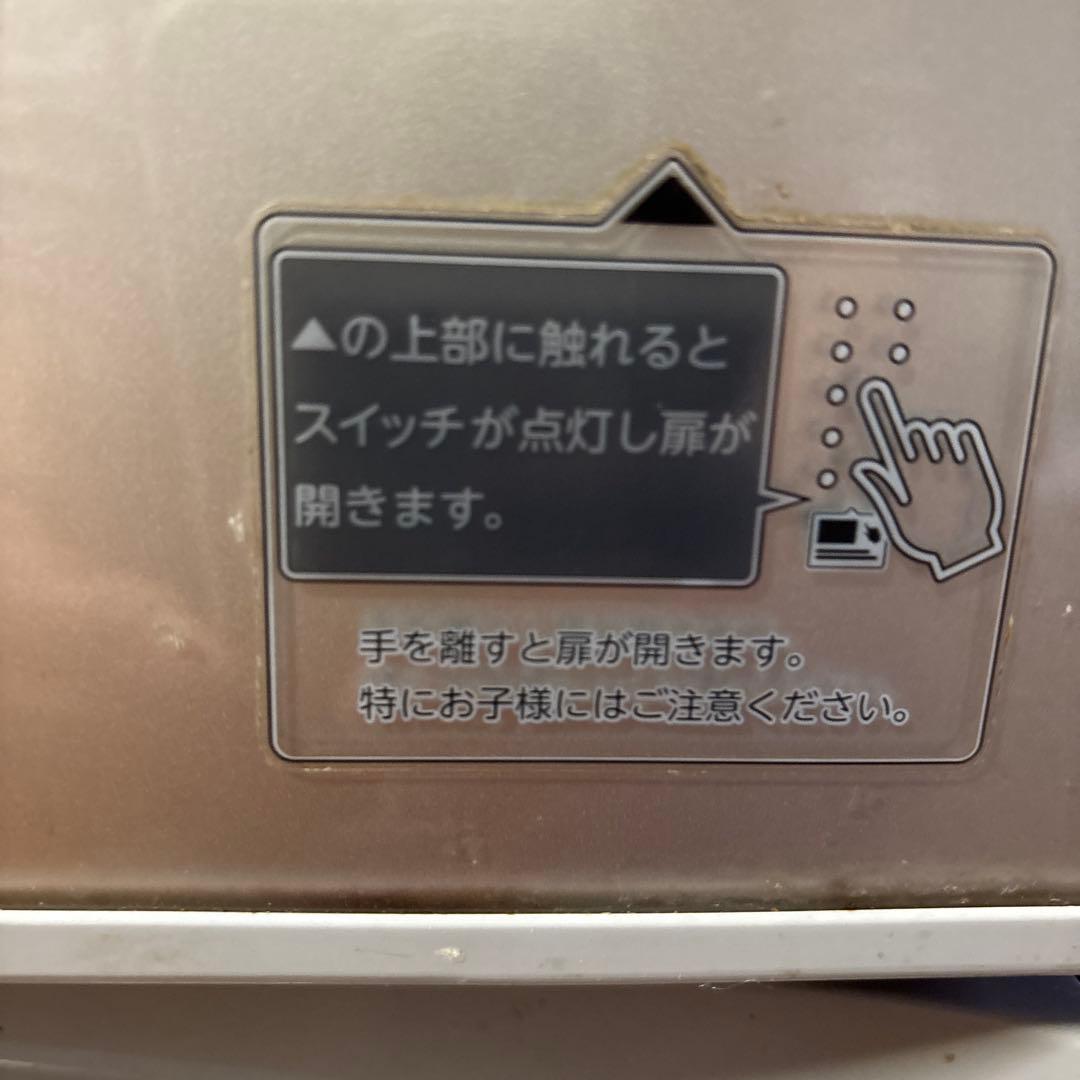 ▲の上部に触れると
スイッチが点灯し扉が
開きます。
手を離すと扉が開きます。
特にお子様にはご注意ください。